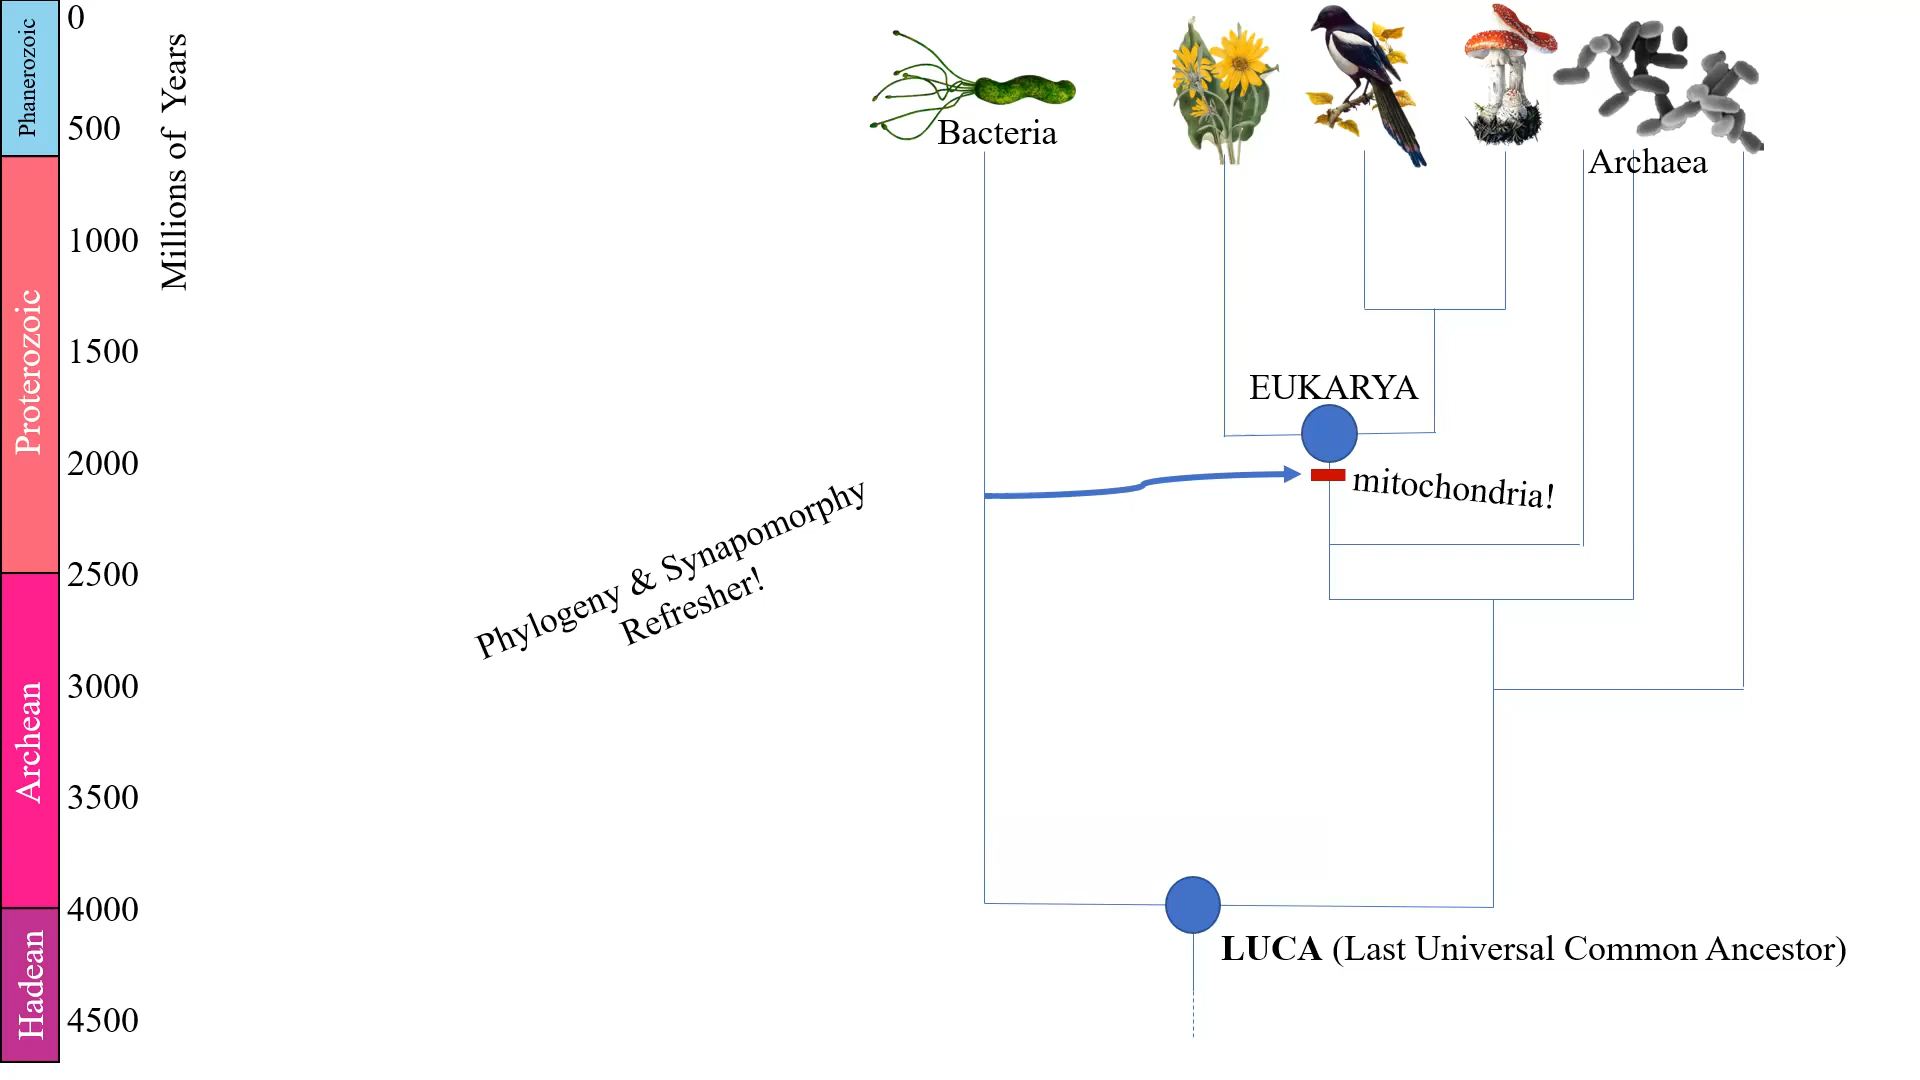 Phanerozoic
Proterozoic
Archean
Hadean
0
500
1000
1500
2000
2500
3000
3500
4000
4500
Millions of Years
Phylogeny & Synapomorphy
Refresher!
Bacteria
Archaea
EUKARYA
mitochondria!
LUCA (Last Universal Common Ancestor)